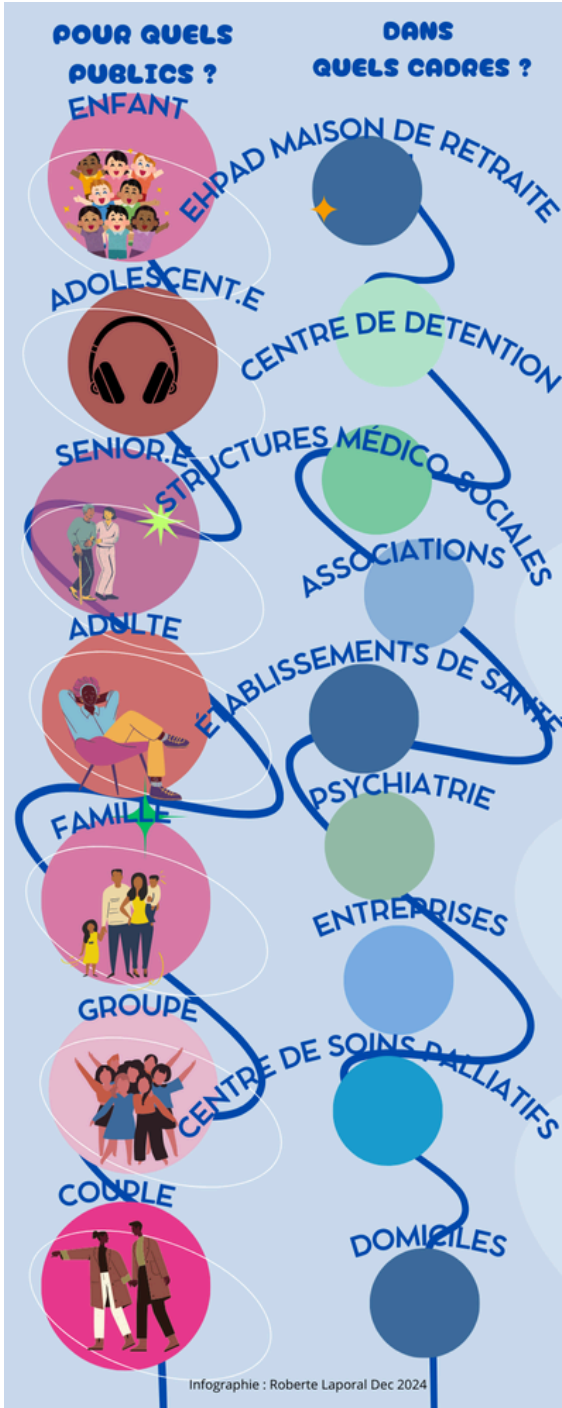 POUR QUELS
PUBLICS ?
ENFANT
ADOLESCENT.E
SENIOR.E
ADULTE
FAMILLE
GROUPE
COUPLE
DANS
QUELS CADRES ?
EHPAD MAISON DE RETRAITE
CENTRE DE DETENTION
STRUCTURES MÉDICO-SOCIALES
ASSOCIATIONS
ÉTABLISSEMENTS DE SANTÉ
PSYCHIATRIE
ENTREPRISES
CENTRE DE SOINS PALLIATIFS
DOMICILES
Infographie : Roberte Laporal Dec 2024